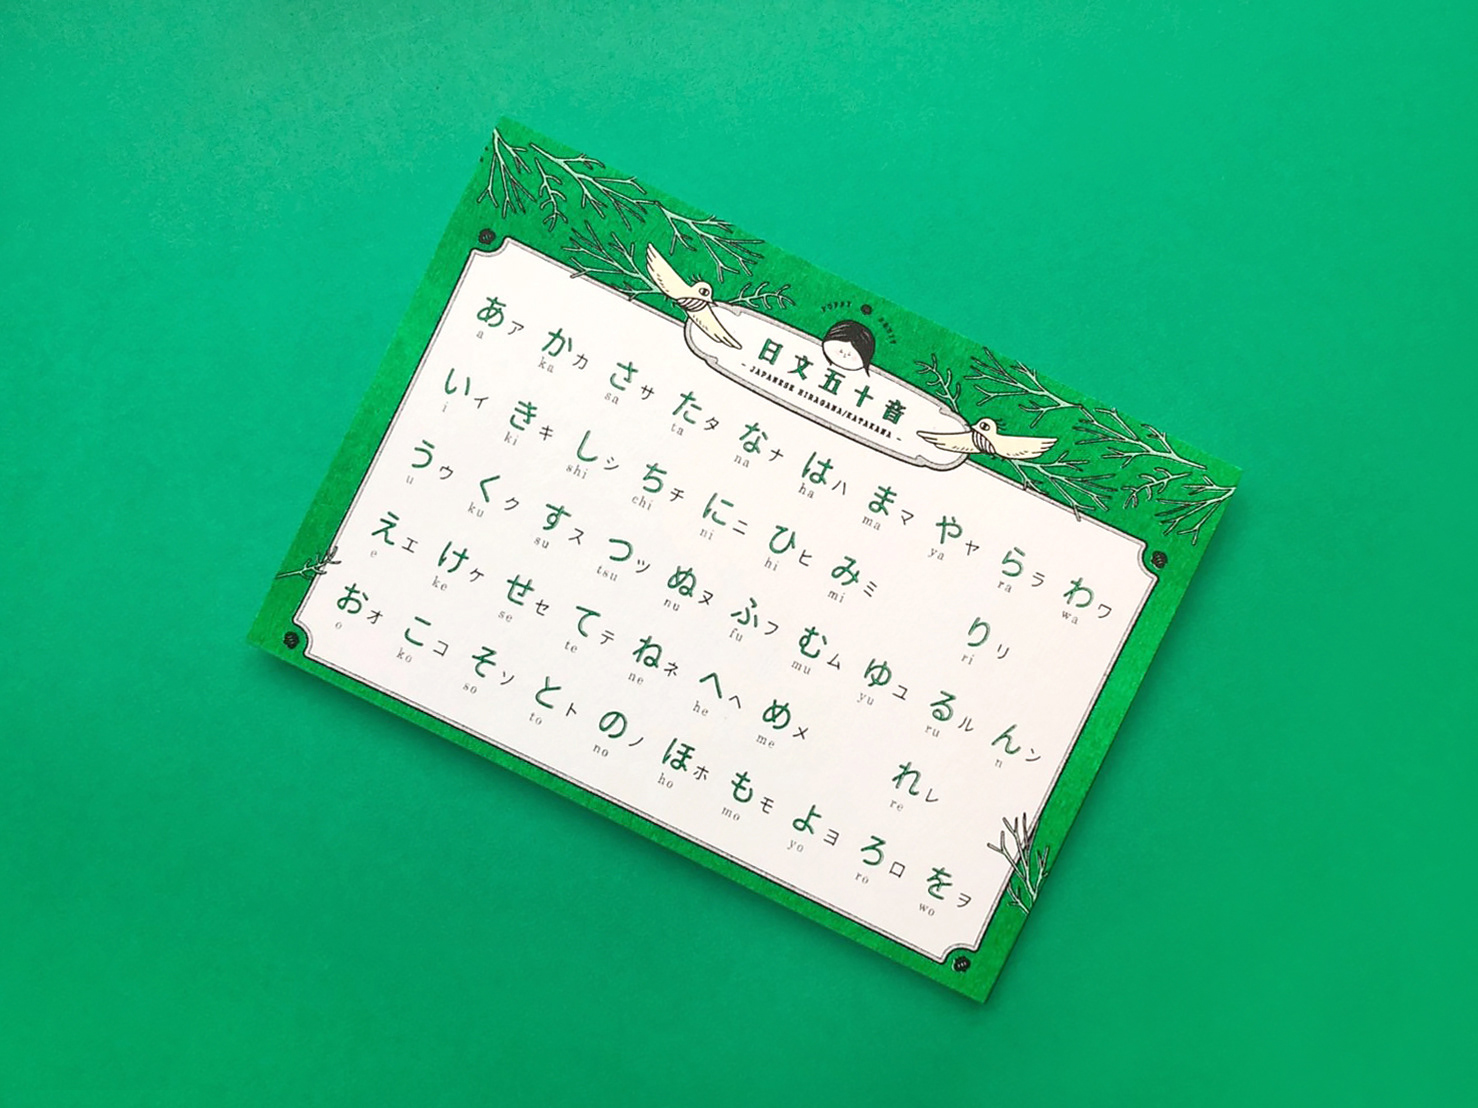 日文五十音
- JAPANESE HIRAGANA/KATAKANA -
あア かカ さサ たタ なナ はハ まマ やヤ らラ わワ
a ka sa ta na ha ma ya ra wa
いイ きキ しシ ちチ にニ ひヒ みミ りリ
i ki shi chi ni hi mi ri
うウ くク すス つツ ぬヌ ふフ むム ゆユ るル んン
u ku su tsu nu fu mu yu ru n
えエ けケ せセ てテ ねネ へヘ めメ れレ
e ke se te ne he me re
おオ こコ そソ とト のノ ほホ もモ よヨ ろロ をヲ
o ko so to no ho mo yo ro wo